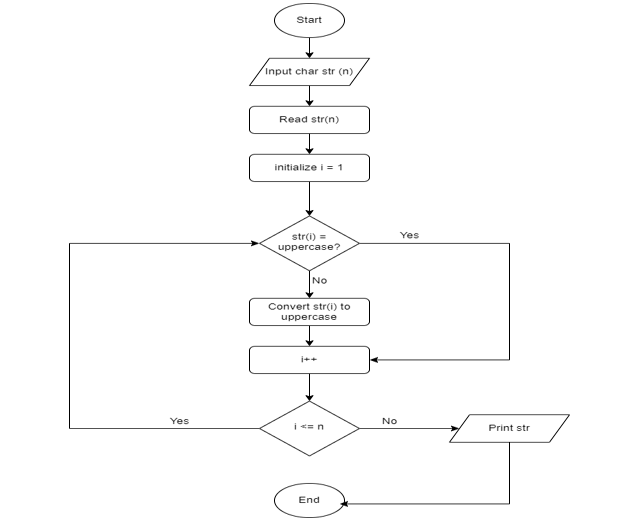 Start
Input char str (n)
Read str(n)
initialize i = 1
str(i) =
uppercase?
Yes
No
Convert str(i) to
uppercase
i++
Yes
i <= n
No
Print str
End